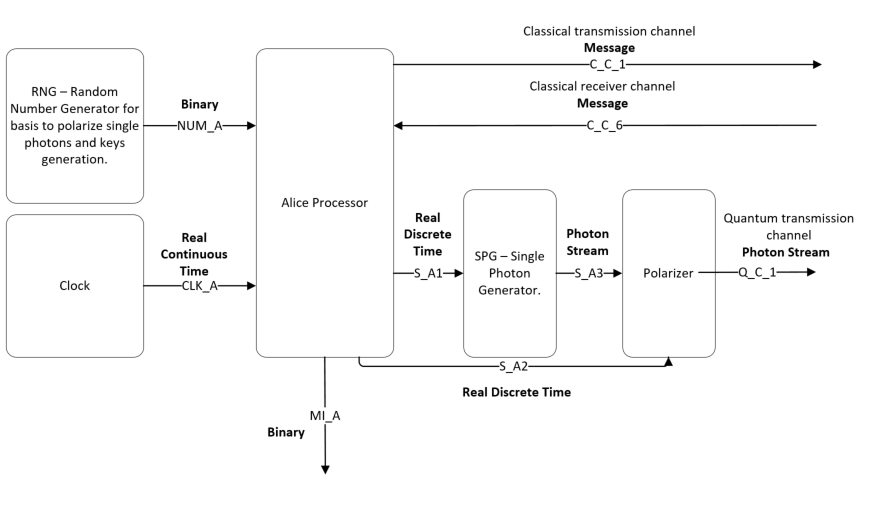 Classical transmission channel
Message
C_C_1
Classical receiver channel
Message
C_C_6
RNG – Random
Number Generator for
basis to polarize single
photons and keys
generation.
Binary
NUM_A
Alice Processor
Clock
Real
Continuous
Time
CLK_A
Real
Discrete
Time
S_A1
SPG – Single
Photon
Generator.
Photon
Stream
S_A3
Polarizer
Quantum transmission
channel
Photon Stream
Q_C_1
S_A2
Real Discrete Time
MI_A
Binary